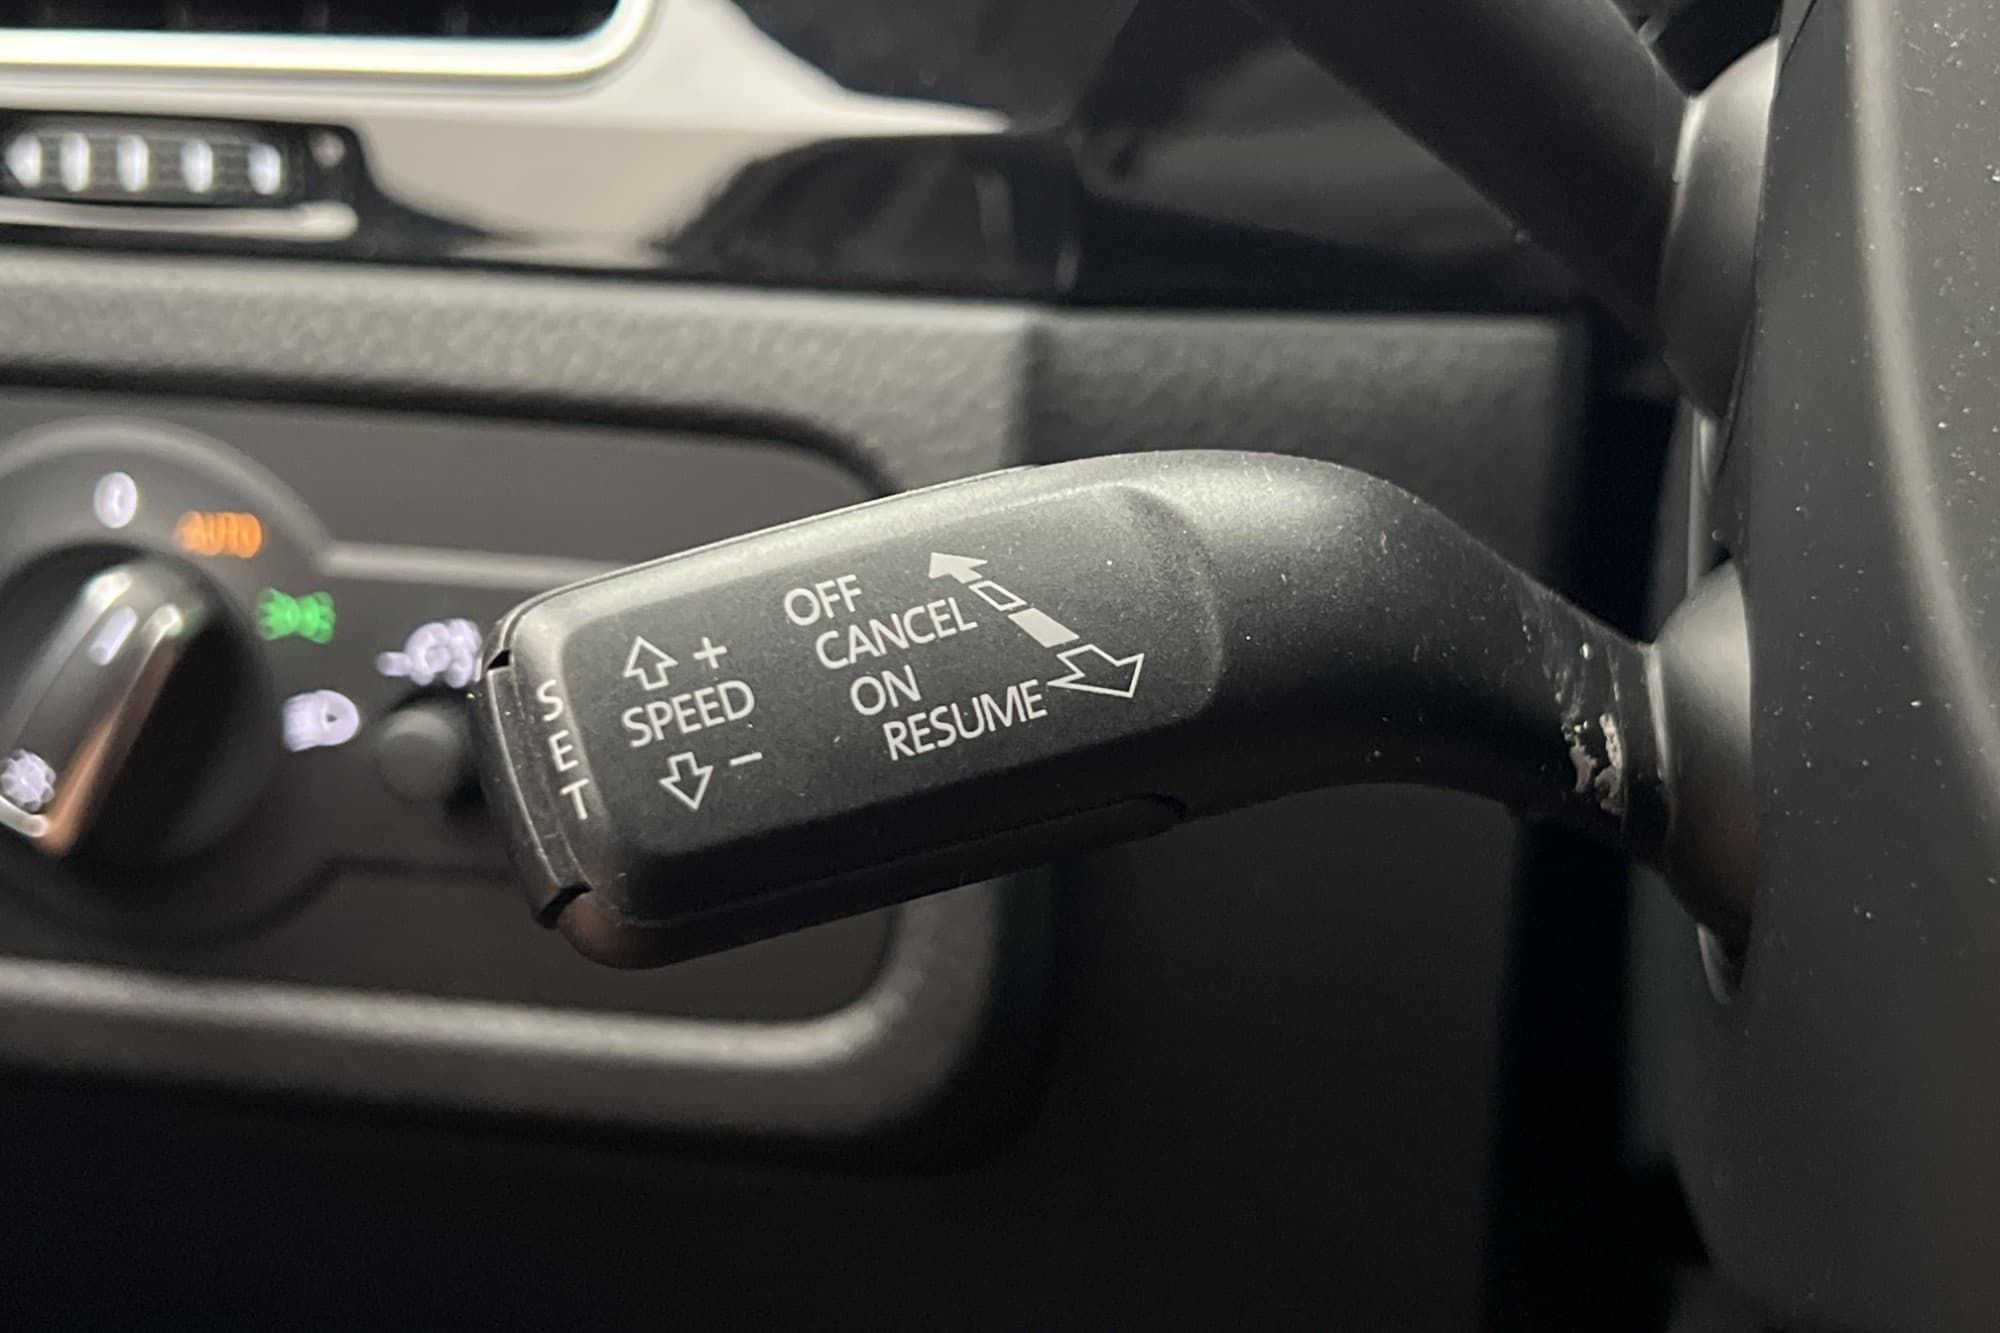 AUTO
OFF
CANCEL
ON
RESUME
+
SPEED
−
SET